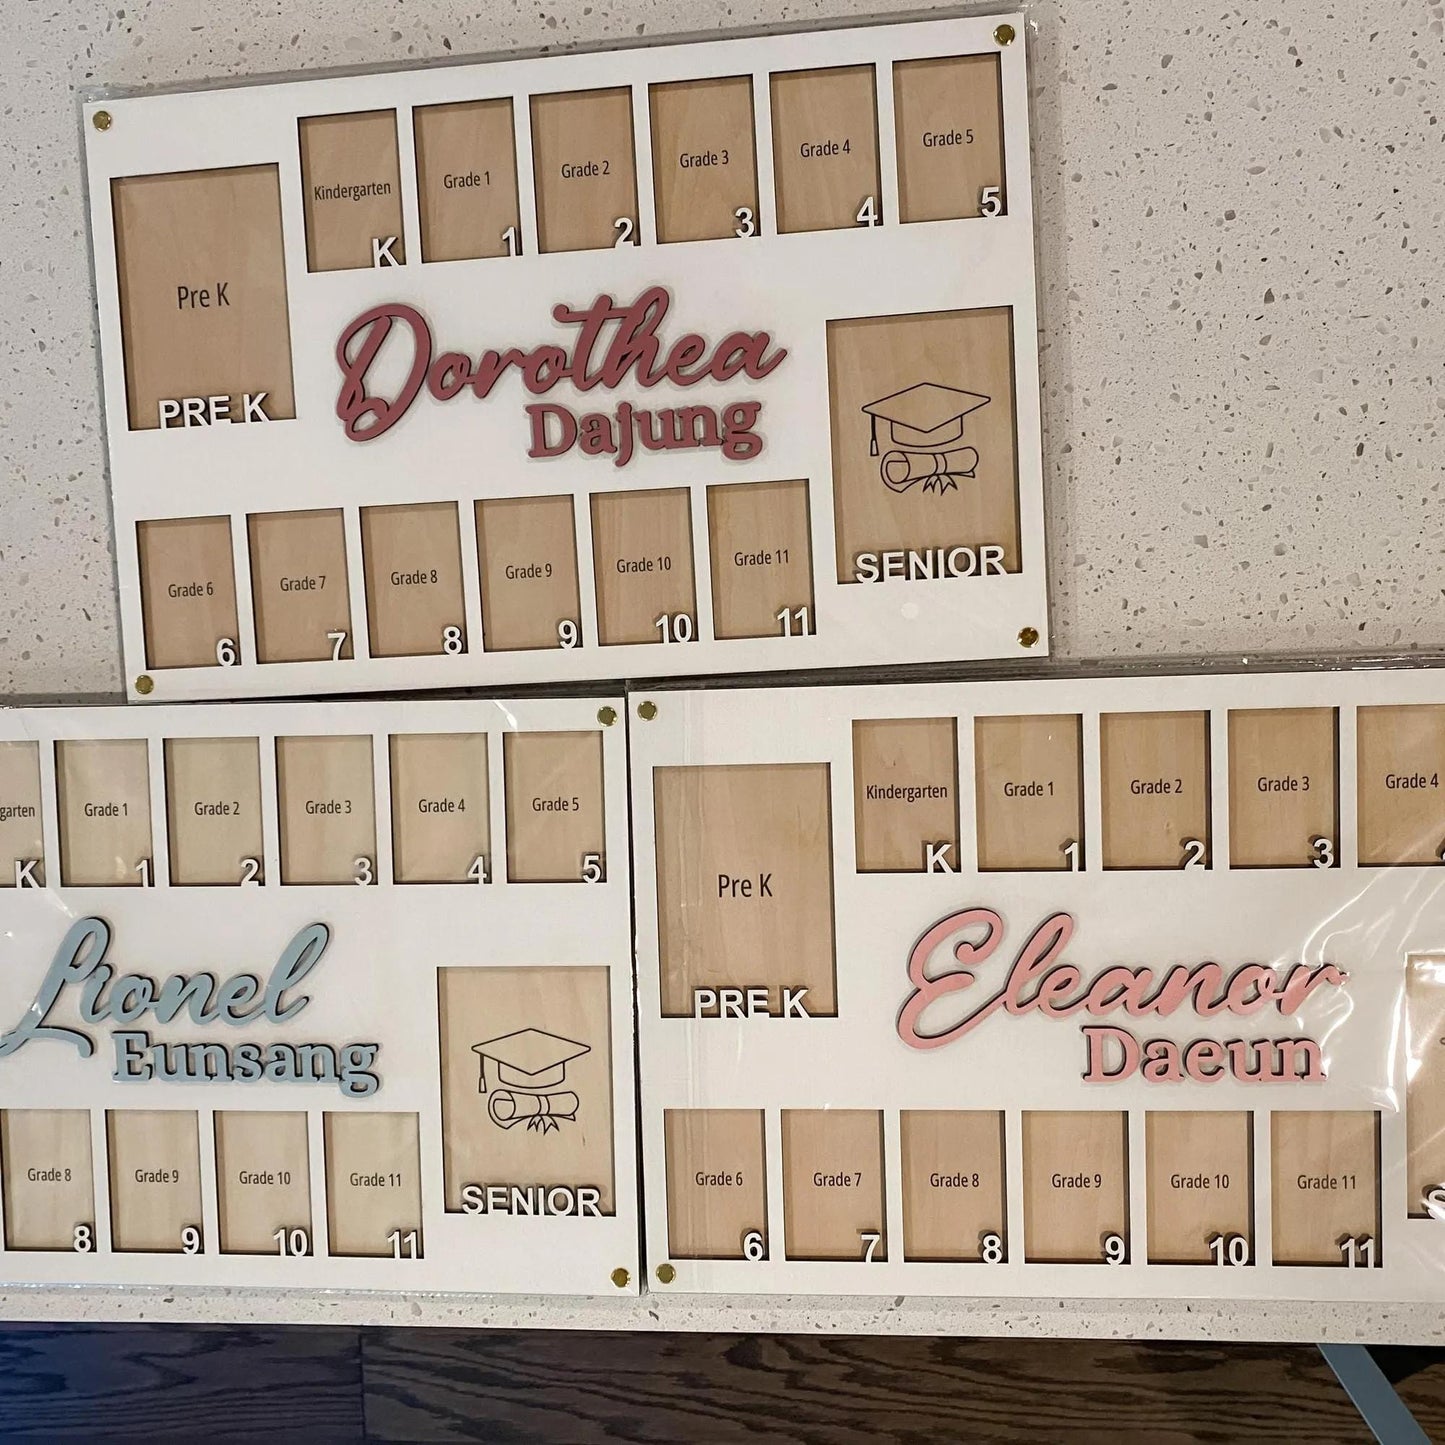 Kindergarten
Grade 1
Grade 2
Grade 3
Grade 4
Grade 5
K
1
2
3
4
5
Pre K
PRE K
Dorothea
Dajung
SENIOR
Grade 6
Grade 7
Grade 8
Grade 9
Grade 10
Grade 11
6
7
8
9
10
11
garten
Grade 1
Grade 2
Grade 3
Grade 4
Grade 5
K
1
2
3
4
5
Lionel
Eunsang
SENIOR
Grade 8
Grade 9
Grade 10
Grade 11
8
9
10
11
Kindergarten
Grade 1
Grade 2
Grade 3
Grade 4
K
1
2
3
Pre K
PRE K
Eleanor
Daeun
Grade 6
Grade 7
Grade 8
Grade 9
Grade 10
Grade 11
6
7
8
9
10
11
S